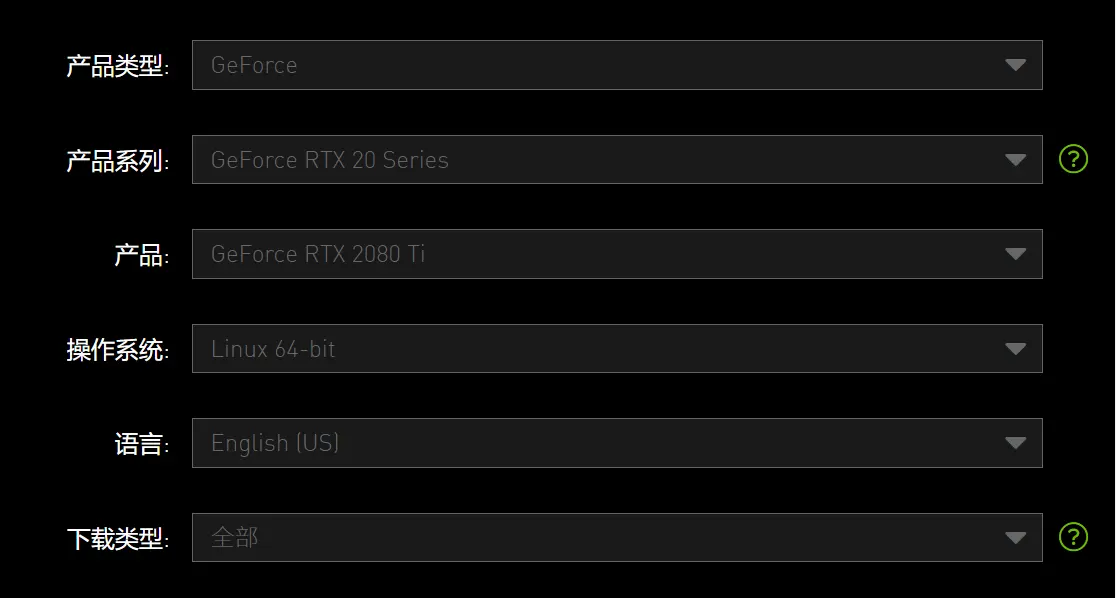 产品类型: GeForce
产品系列: GeForce RTX 20 Series ?
产品: GeForce RTX 2080 Ti
操作系统: Linux 64-bit
语言: English (US)
下载类型: 全部 ?